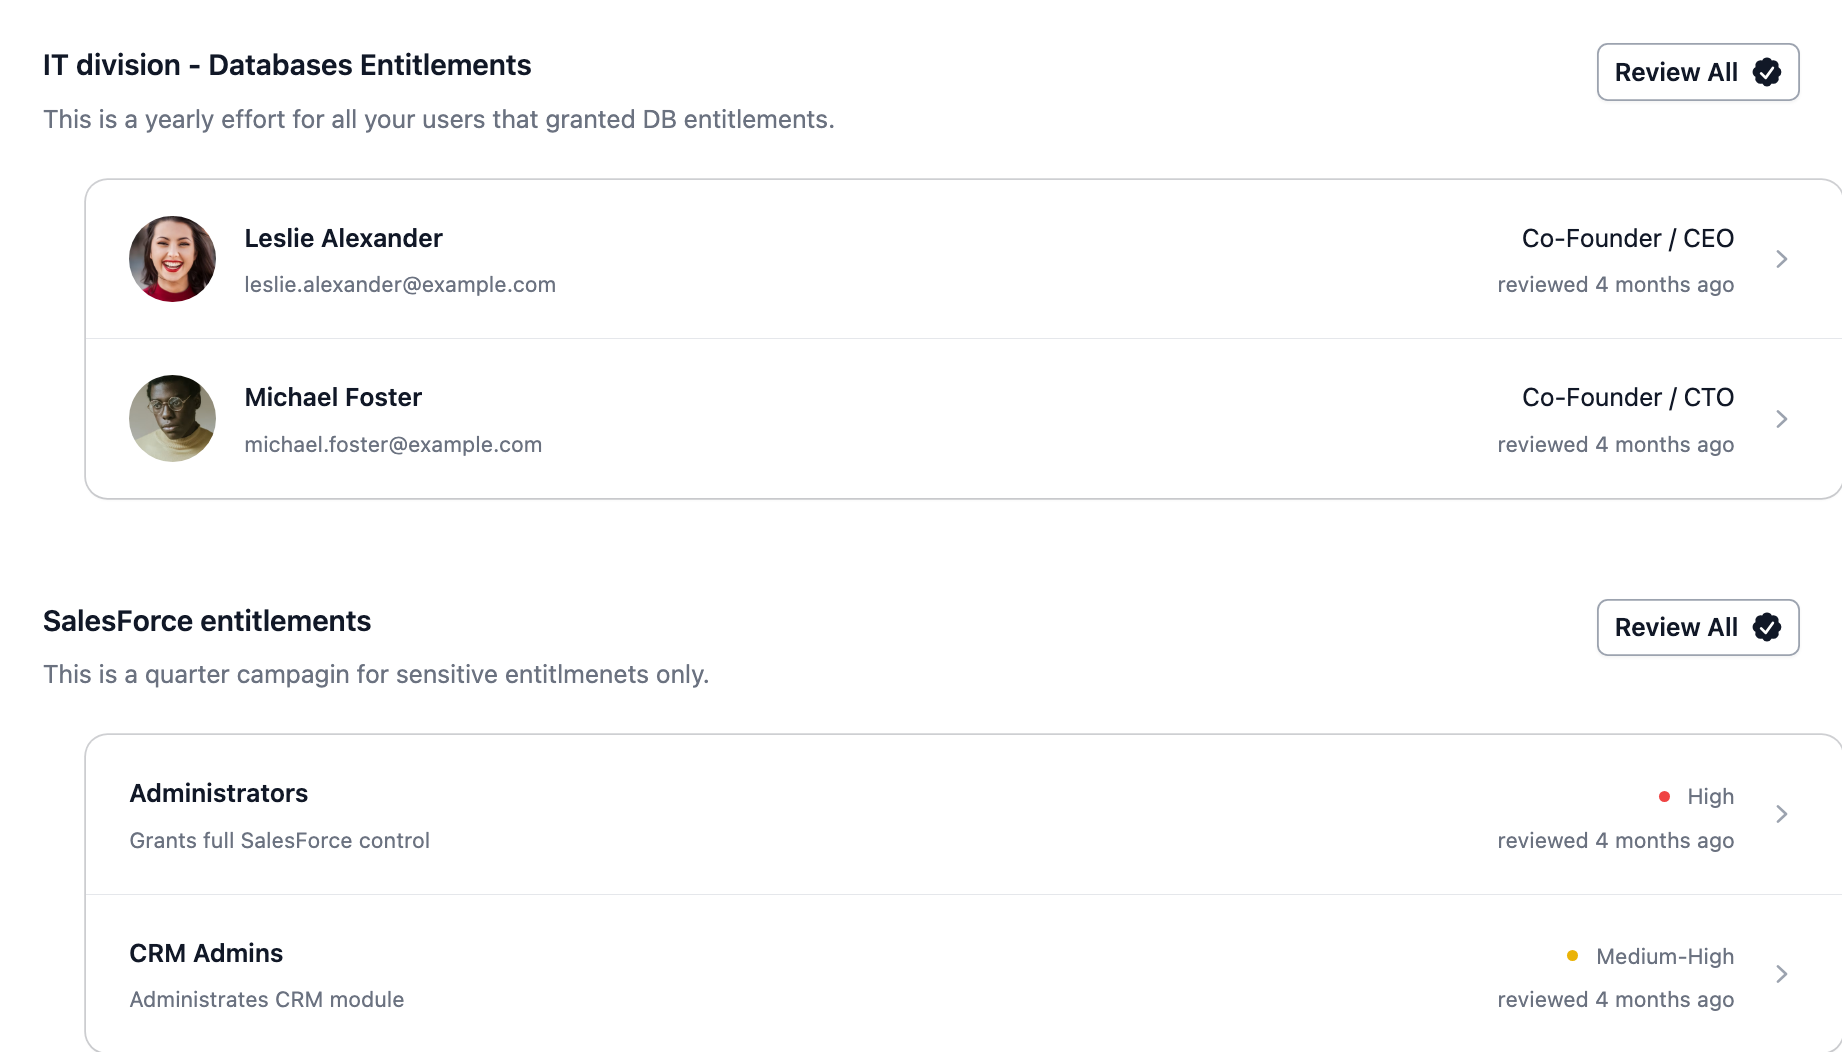 IT division - Databases Entitlements
Review All
This is a yearly effort for all your users that granted DB entitlements.
Leslie Alexander
Co-Founder / CEO
leslie.alexander@example.com
reviewed 4 months ago
Michael Foster
Co-Founder / CTO
michael.foster@example.com
reviewed 4 months ago
SalesForce entitlements
Review All
This is a quarter campagin for sensitive entitlmenets only.
Administrators
High
Grants full SalesForce control
reviewed 4 months ago
CRM Admins
Medium-High
Administrates CRM module
reviewed 4 months ago